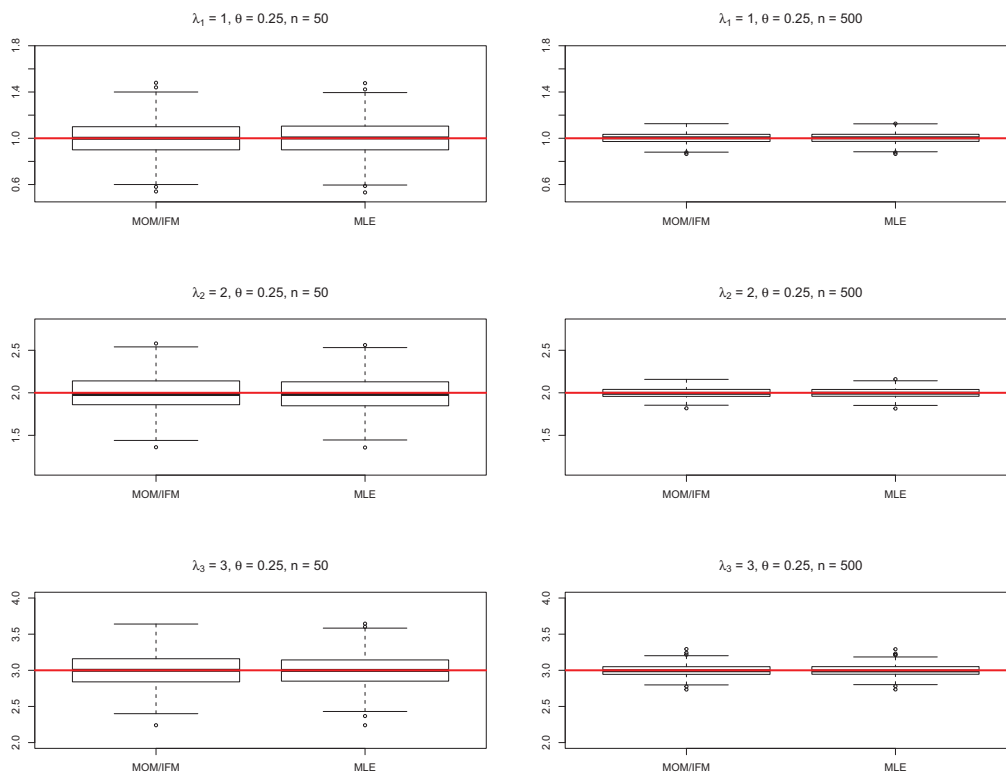 λ1 = 1, θ = 0.25, n = 50
1.8
1.4
1.0
0.6
MOM/IFM MLE
λ1 = 1, θ = 0.25, n = 500
1.8
1.4
1.0
0.6
MOM/IFM MLE
λ2 = 2, θ = 0.25, n = 50
2.5
2.0
1.5
MOM/IFM MLE
λ2 = 2, θ = 0.25, n = 500
2.5
2.0
1.5
MOM/IFM MLE
λ3 = 3, θ = 0.25, n = 50
4.0
3.5
3.0
2.5
2.0
MOM/IFM MLE
λ3 = 3, θ = 0.25, n = 500
4.0
3.5
3.0
2.5
2.0
MOM/IFM MLE